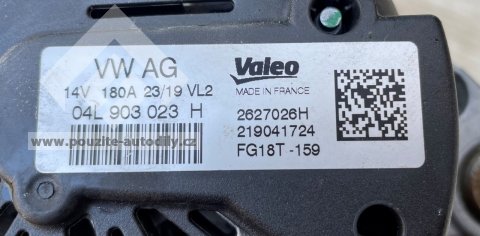 VW AG
14V 180A 23/19 VL2
04L 903 023 H
www.pouzite-autodily.cz
Valeo
MADE IN FRANCE
2627026H
219041724
FG18T -159